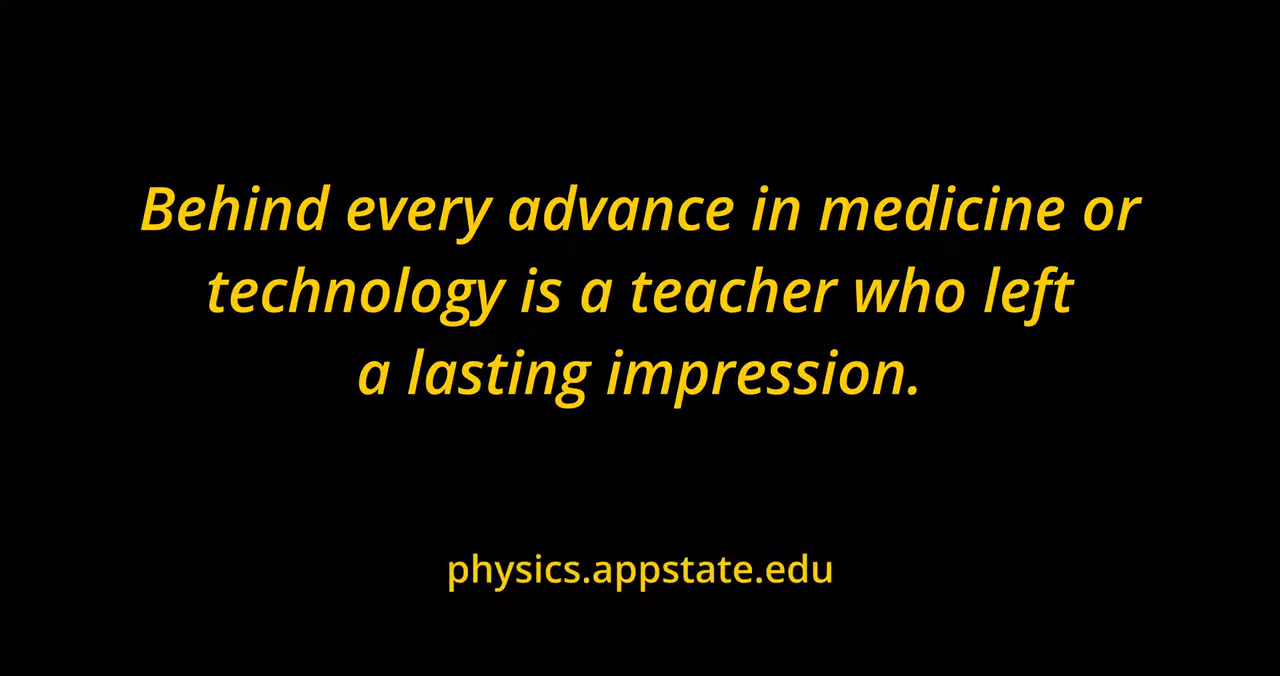 Behind every advance in medicine or
technology is a teacher who left
a lasting impression.
physics.appstate.edu